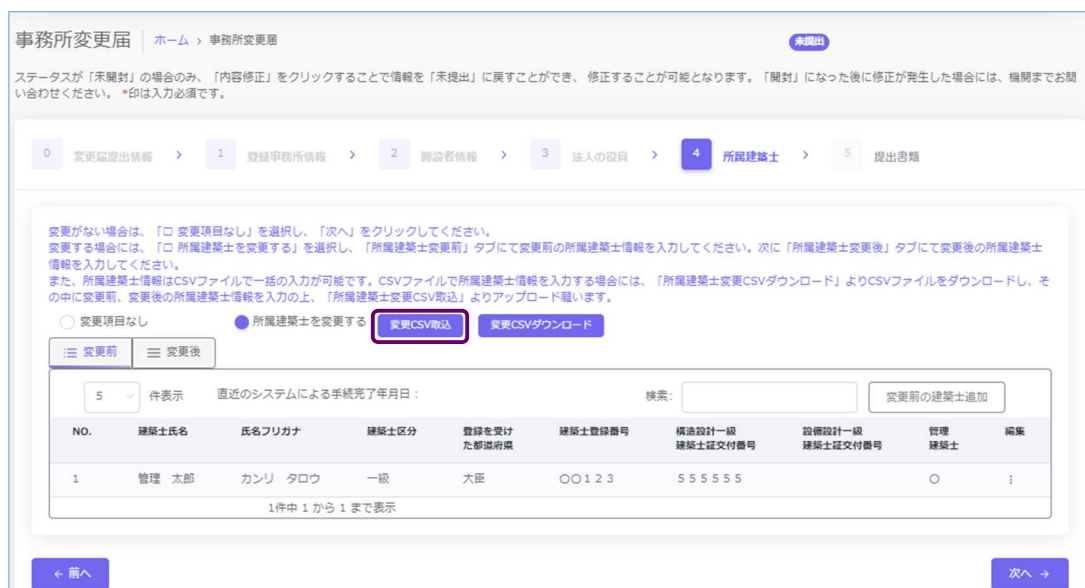 事務所変更届 ホーム › 事務所変更届 未提出
ステータスが「未開封」の場合のみ、「内容修正」をクリックすることで情報を「未提出」に戻すことができ、 修正することが可能となります。「開封」になった後に修正が発生した場合には、機関までお問
い合わせください。 *印は入力必須です。
0 変更届提出情報 › 1 登録事務所情報 › 2 開設者情報 › 3 法人の役員 › 4 所属建築士 › 5 提出書類
変更がない場合は、「□ 変更項目なし」を選択し、「次へ」をクリックしてください。
変更する場合には、「□ 所属建築士を変更する」を選択し、「所属建築士変更前」タブにて変更前の所属建築士情報を入力してください。次に「所属建築士変更後」タブにて変更後の所属建築士
情報を入力してください。
また、所属建築士情報はCSVファイルで一括の入力が可能です。CSVファイルで所属建築士情報を入力する場合には、「所属建築士変更CSVダウンロード」よりCSVファイルをダウンロードし、そ
の中に変更前、変更後の所属建築士情報を入力の上、「所属建築士変更CSV取込」よりアップロード願います。
変更項目なし 所属建築士を変更する 変更CSV取込 変更CSVダウンロード
変更前 変更後
5 件表示 直近のシステムによる手続完了年月日： 検索: 変更前の建築士追加
NO. 建築士氏名 氏名フリガナ 建築士区分 登録を受け 建築士登録番号 構造設計一級 設備設計一級 管理 編集
た都道府県 建築士証交付番号 建築士証交付番号 建築士
1 管理 太郎 カンリ タロウ 一級 大臣 〇〇１２３ ５５５５５５ 〇 ⋮
1件中 1 から 1 まで表示
← 前へ 次へ →